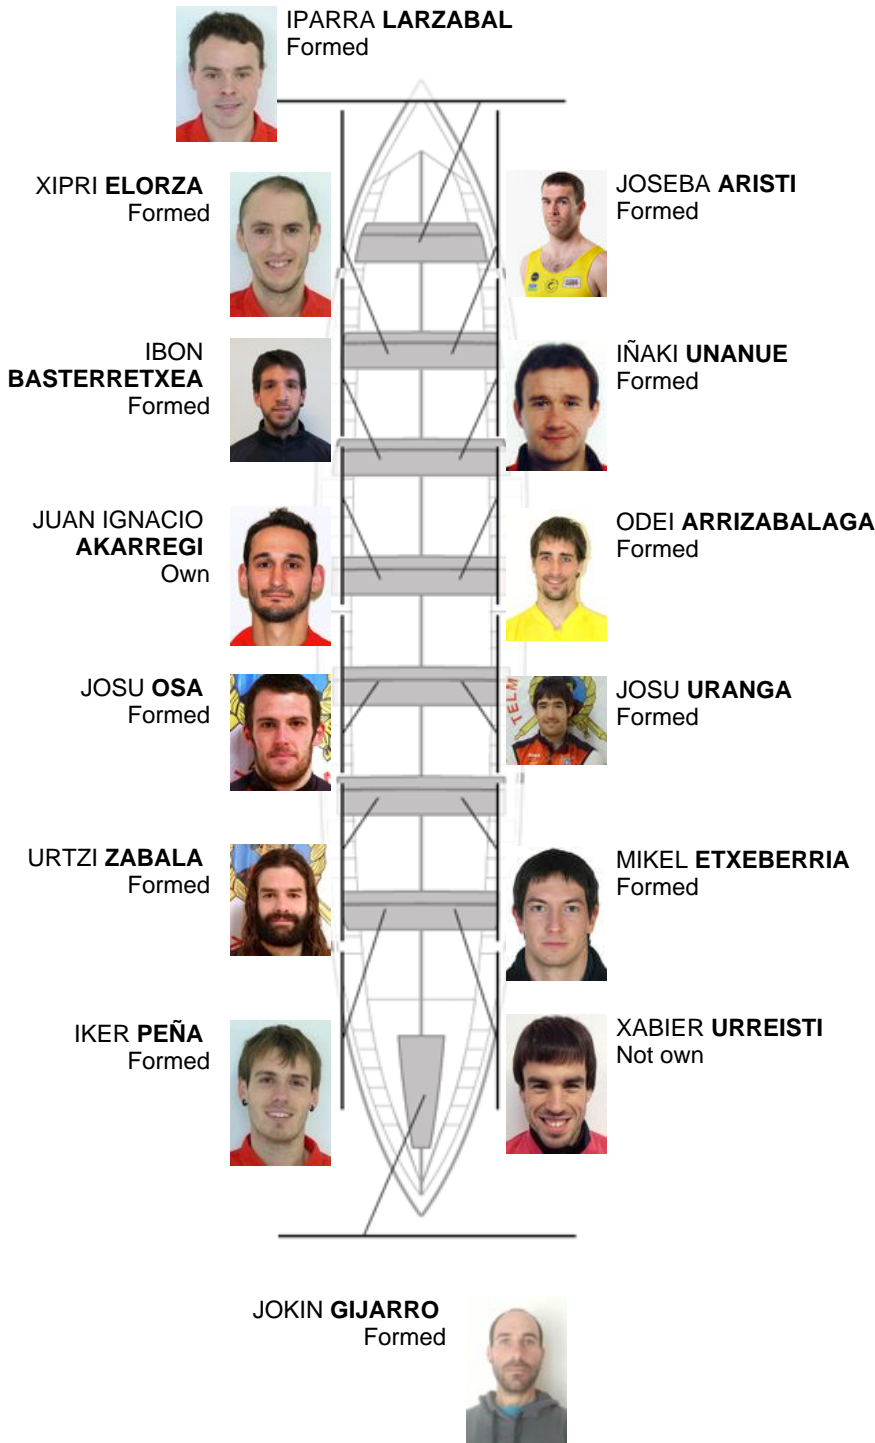 IPARRA LARZABAL
Formed
XIPRI ELORZA
Formed
JOSEBA ARISTI
Formed
IBON
BASTERRETXEA
Formed
IÑAKI UNANUE
Formed
JUAN IGNACIO
AKARREGI
Own
ODEI ARRIZABALAGA
Formed
JOSU OSA
Formed
TELM
JOSU URANGA
Formed
URTZI ZABALA
Formed
MIKEL ETXEBERRIA
Formed
IKER PEÑA
Formed
XABIER URREISTI
Not own
JOKIN GIJARRO
Formed